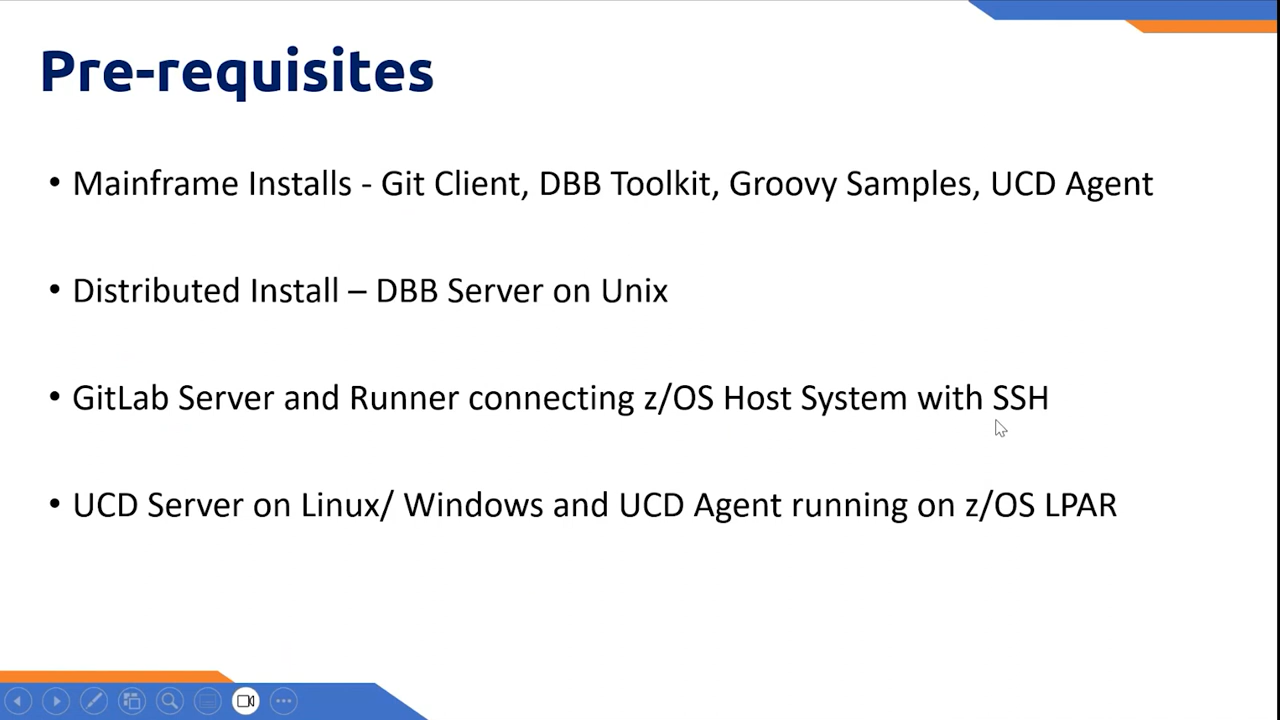 Pre-requisites
• Mainframe Installs - Git Client, DBB Toolkit, Groovy Samples, UCD Agent
• Distributed Install – DBB Server on Unix
• GitLab Server and Runner connecting z/OS Host System with SSH
• UCD Server on Linux/ Windows and UCD Agent running on z/OS LPAR